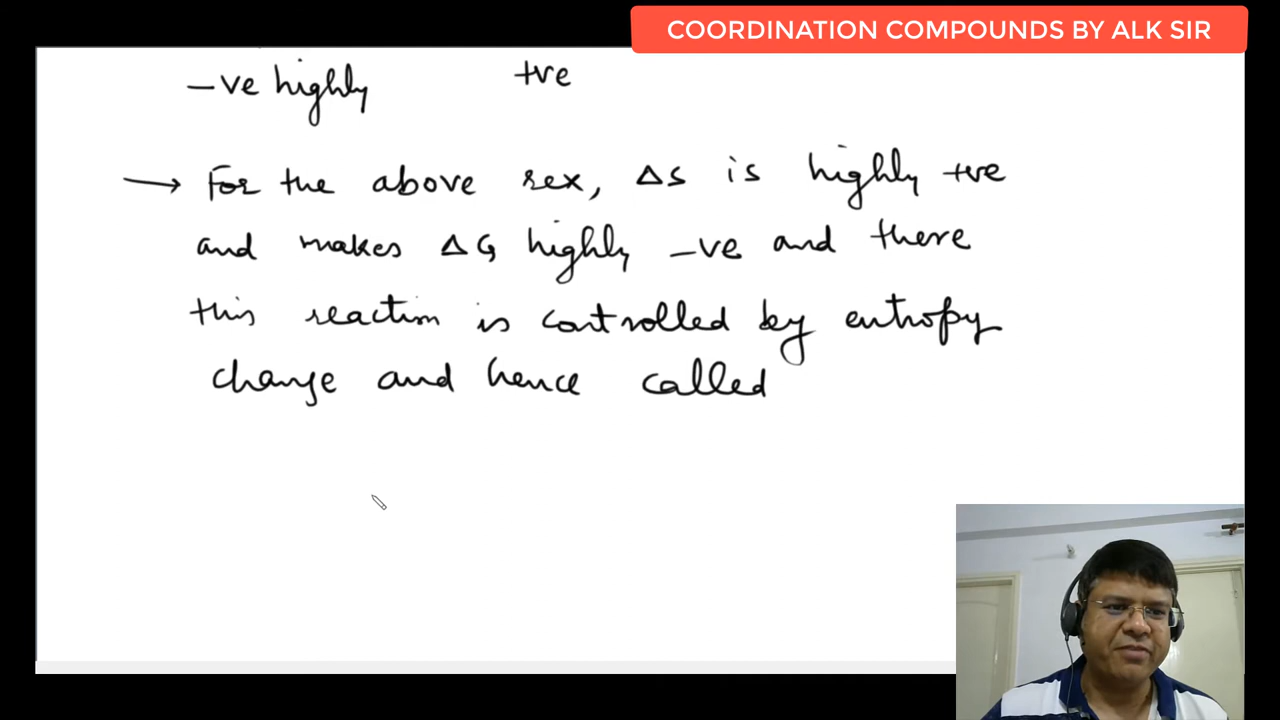 COORDINATION COMPOUNDS BY ALK SIR
-ve highly +ve
→ For the above rex, ΔS is highly +ve
and makes ΔG highly -ve and there
this reaction is controlled by entropy
change and hence called